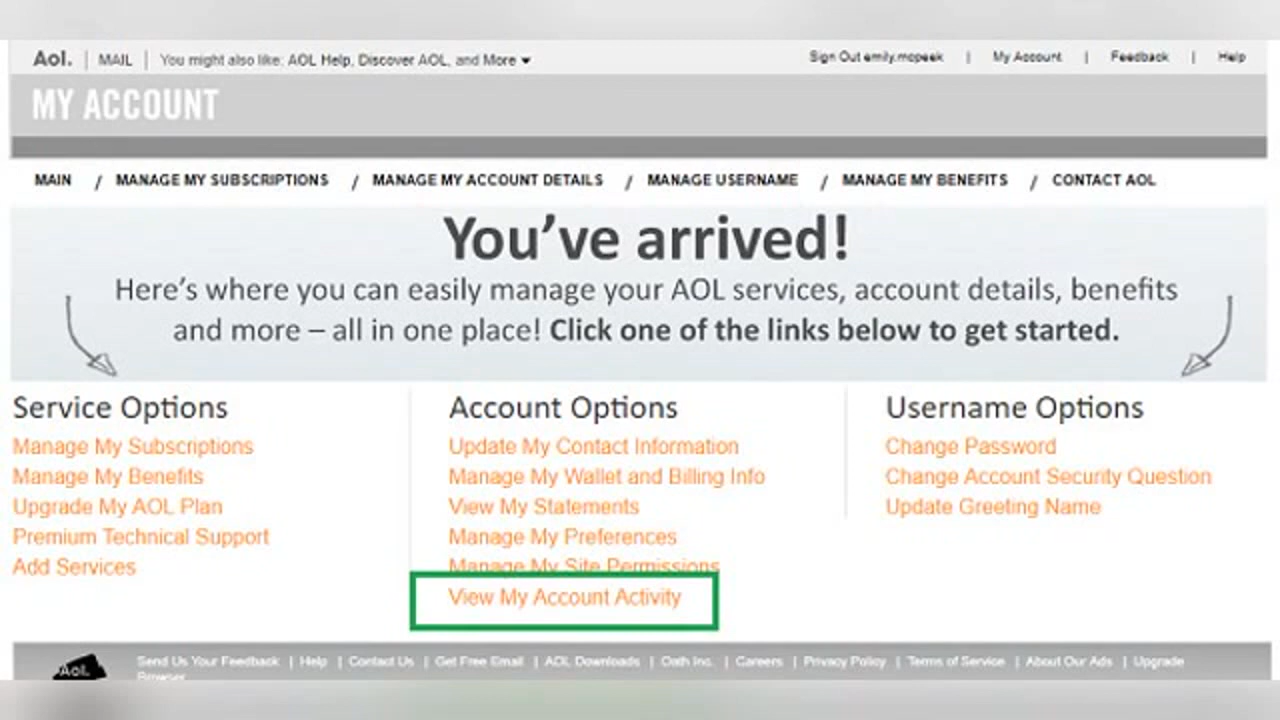 Aol. | MAIL | You might also like: AOL Help, Discover AOL, and More
Sign Out emily.mcpeek | My Account | Feedback | Help
MY ACCOUNT
MAIN / MANAGE MY SUBSCRIPTIONS / MANAGE MY ACCOUNT DETAILS / MANAGE USERNAME / MANAGE MY BENEFITS / CONTACT AOL
You've arrived!
Here's where you can easily manage your AOL services, account details, benefits
and more – all in one place! Click one of the links below to get started.
Service Options
Manage My Subscriptions
Manage My Benefits
Upgrade My AOL Plan
Premium Technical Support
Add Services
Account Options
Update My Contact Information
Manage My Wallet and Billing Info
View My Statements
Manage My Preferences
Manage My Site Permissions
View My Account Activity
Username Options
Change Password
Change Account Security Question
Update Greeting Name
Aol.
Send Us Your Feedback | Help | Contact Us | Get Free Email | AOL Downloads | Oath Inc. | Careers | Privacy Policy | Terms of Service | About Our Ads | Upgrade
Browser